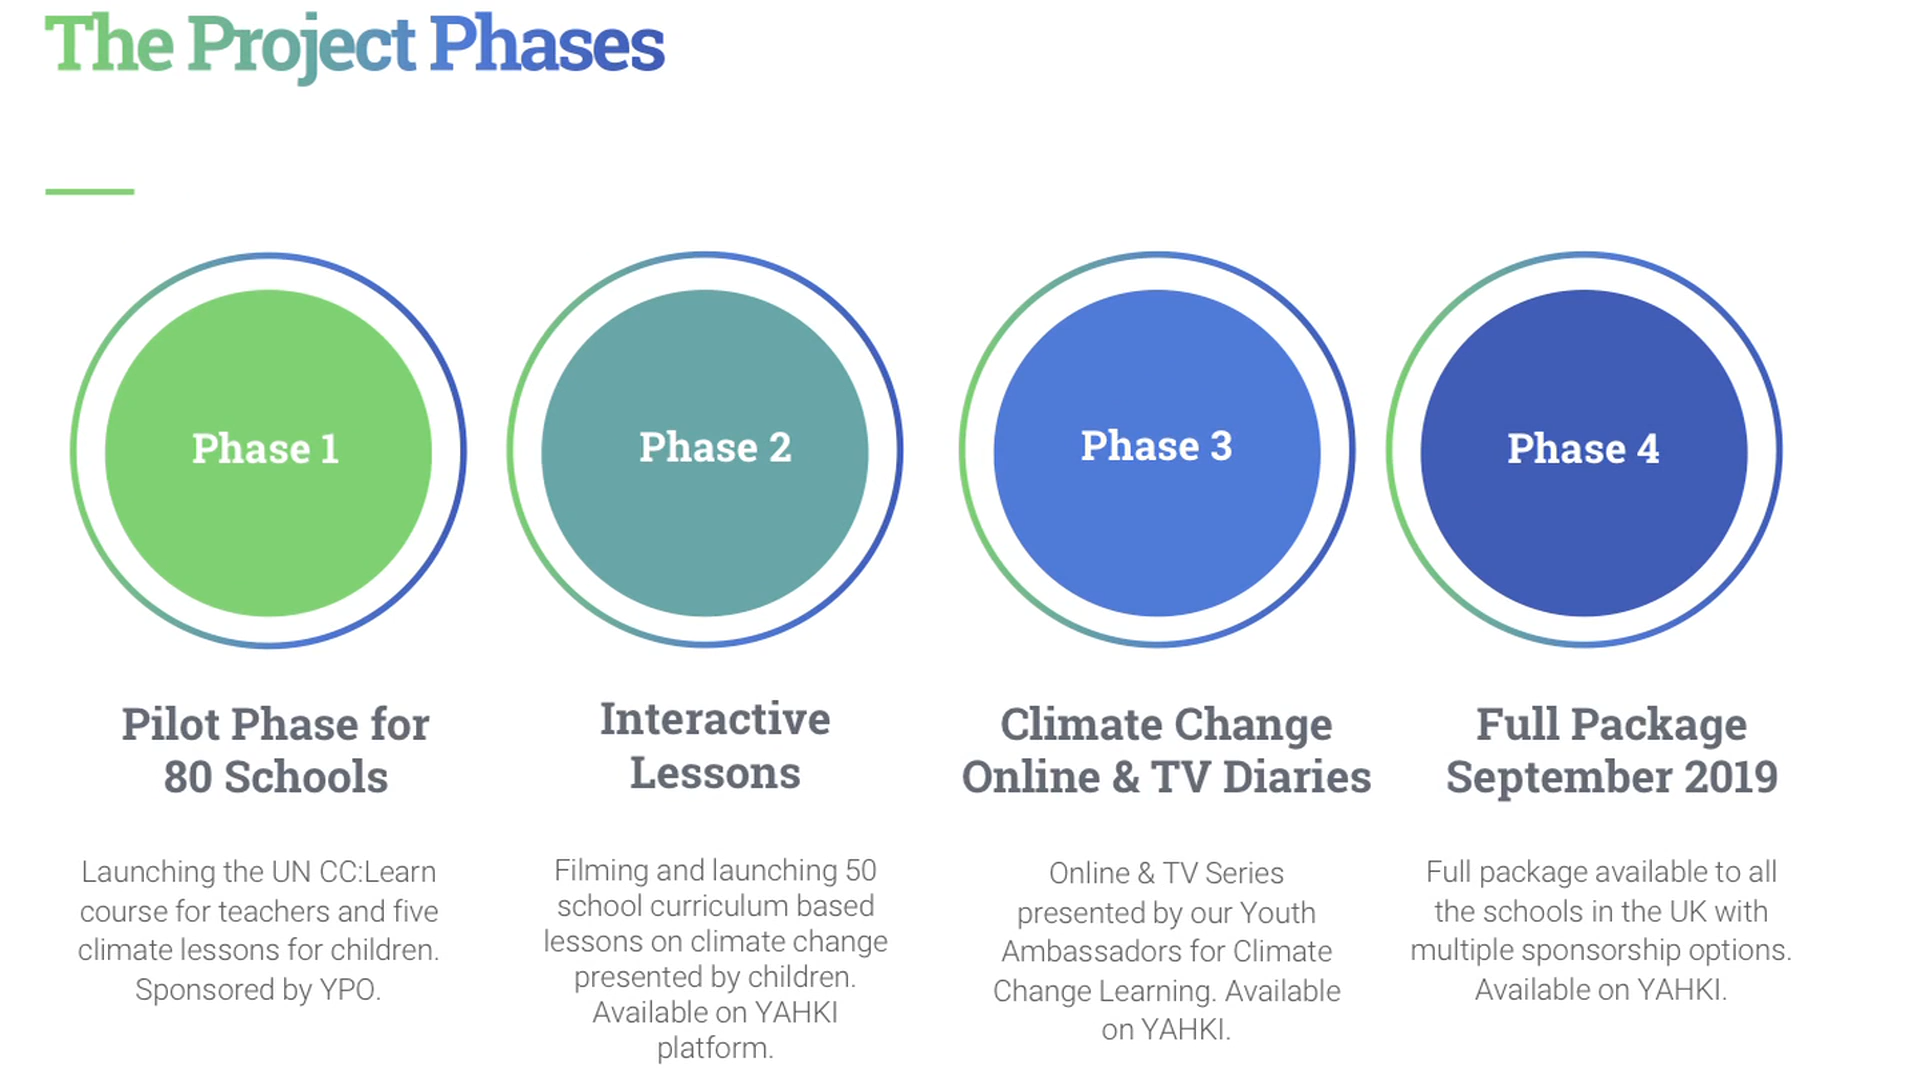 The Project Phases
Phase 1
Phase 2
Phase 3
Phase 4
Pilot Phase for
80 Schools
Launching the UN CC:Learn
course for teachers and five
climate lessons for children.
Sponsored by YPO.
Interactive
Lessons
Filming and launching 50
school curriculum based
lessons on climate change
presented by children.
Available on YAHKI
platform.
Climate Change
Online & TV Diaries
Online & TV Series
presented by our Youth
Ambassadors for Climate
Change Learning. Available
on YAHKI.
Full Package
September 2019
Full package available to all
the schools in the UK with
multiple sponsorship options.
Available on YAHKI.